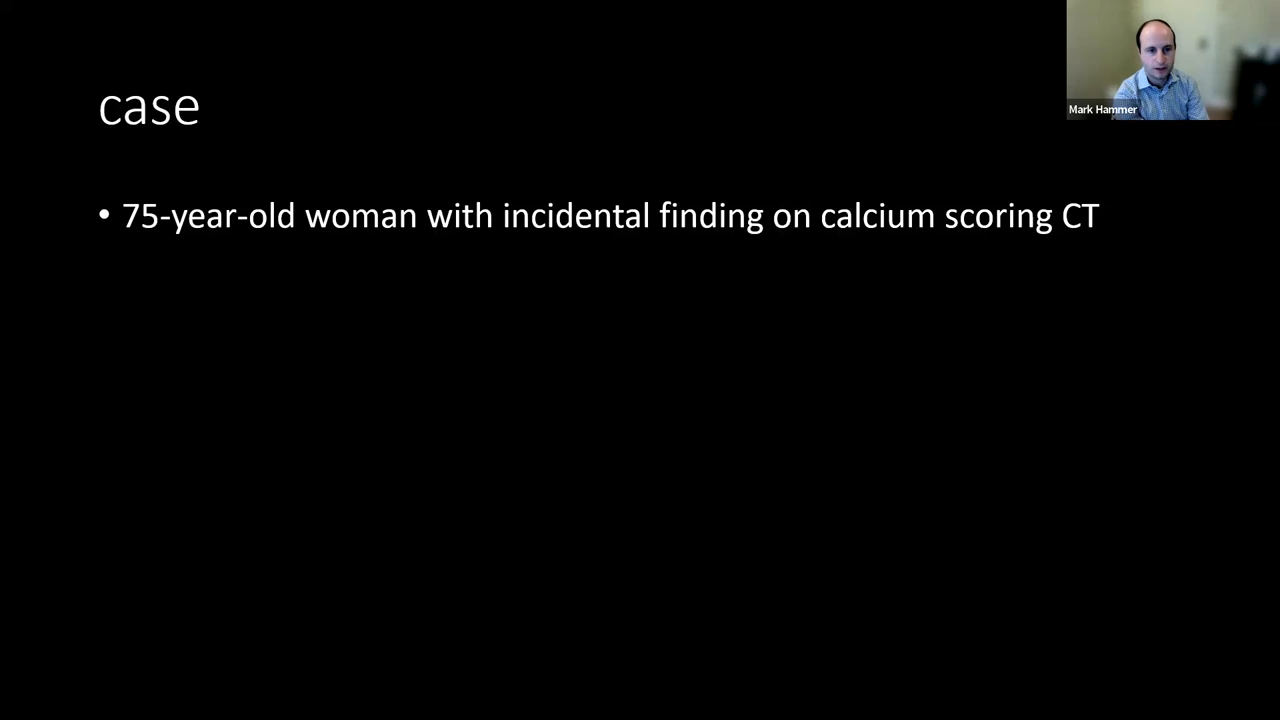 Mark Hammer
case
• 75-year-old woman with incidental finding on calcium scoring CT